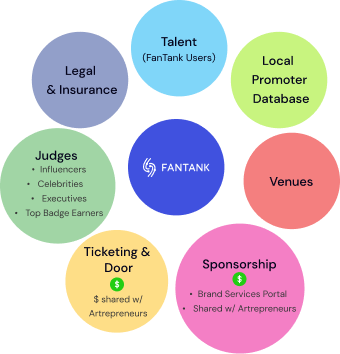 Talent
(FanTank Users)
Legal
& Insurance
Local
Promoter
Database
Judges
• Influencers
• Celebrities
• Executives
• Top Badge Earners
FANTANK
Venues
Ticketing &
Door
$
$ shared w/
Artrepreneurs
Sponsorship
$
• Brand Services Portal
• Shared w/ Artrepreneurs